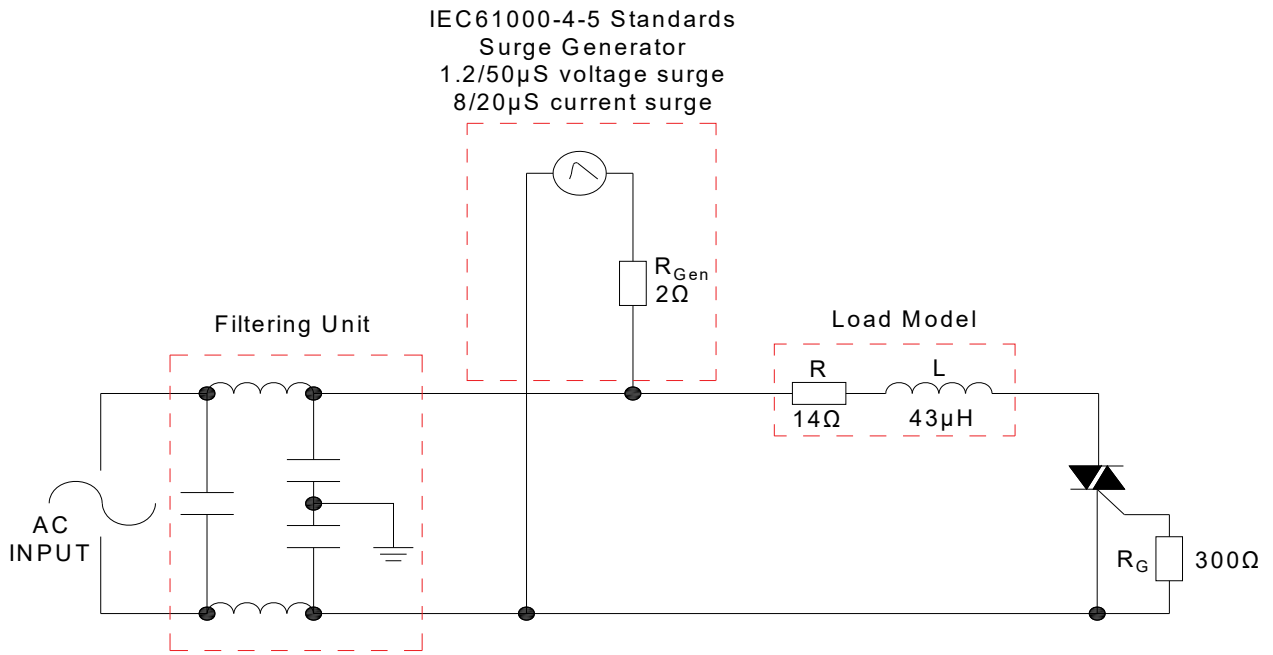 IEC61000-4-5 Standards
Surge Generator
1.2/50µS voltage surge
8/20µS current surge
RGen
2Ω
Filtering Unit
Load Model
R
L
14Ω
43µH
AC
INPUT
RG
300Ω